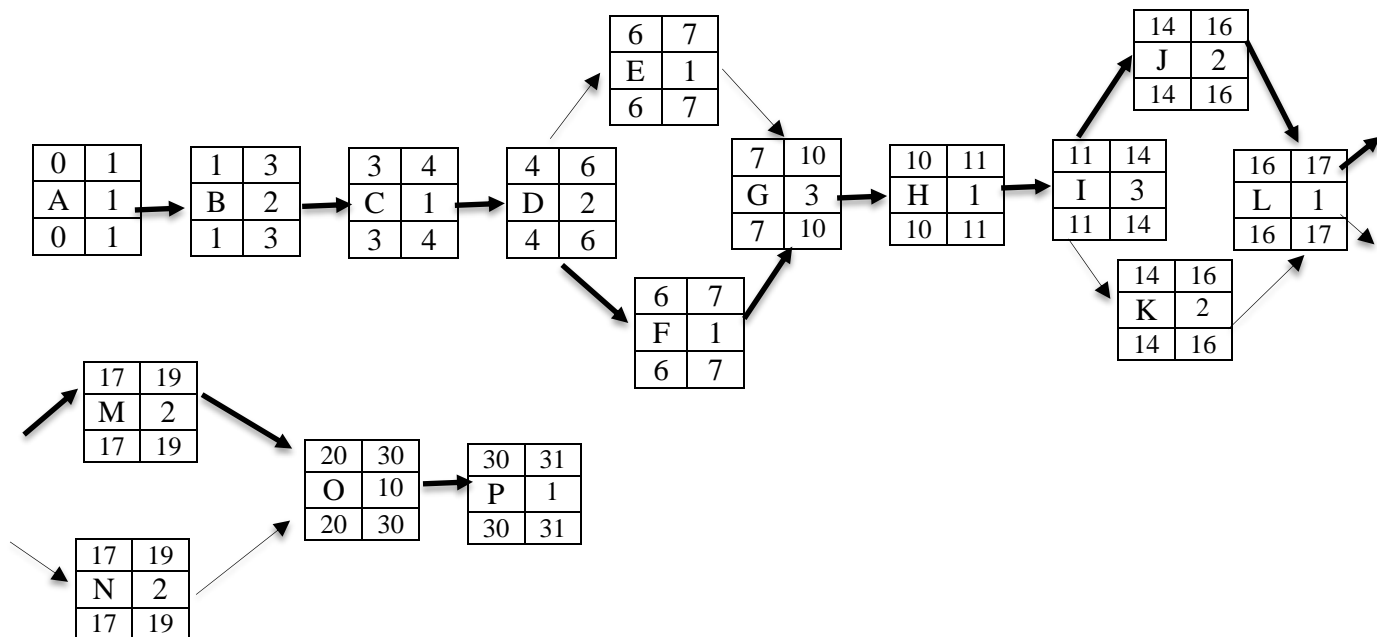 6 7
E 1
6 7
14 16
J 2
14 16
0 1
A 1
0 1
1 3
B 2
1 3
3 4
C 1
3 4
4 6
D 2
4 6
7 10
G 3
7 10
10 11
H 1
10 11
11 14
I 3
11 14
16 17
L 1
16 17
6 7
F 1
6 7
14 16
K 2
14 16
17 19
M 2
17 19
20 30
O 10
20 30
30 31
P 1
30 31
17 19
N 2
17 19